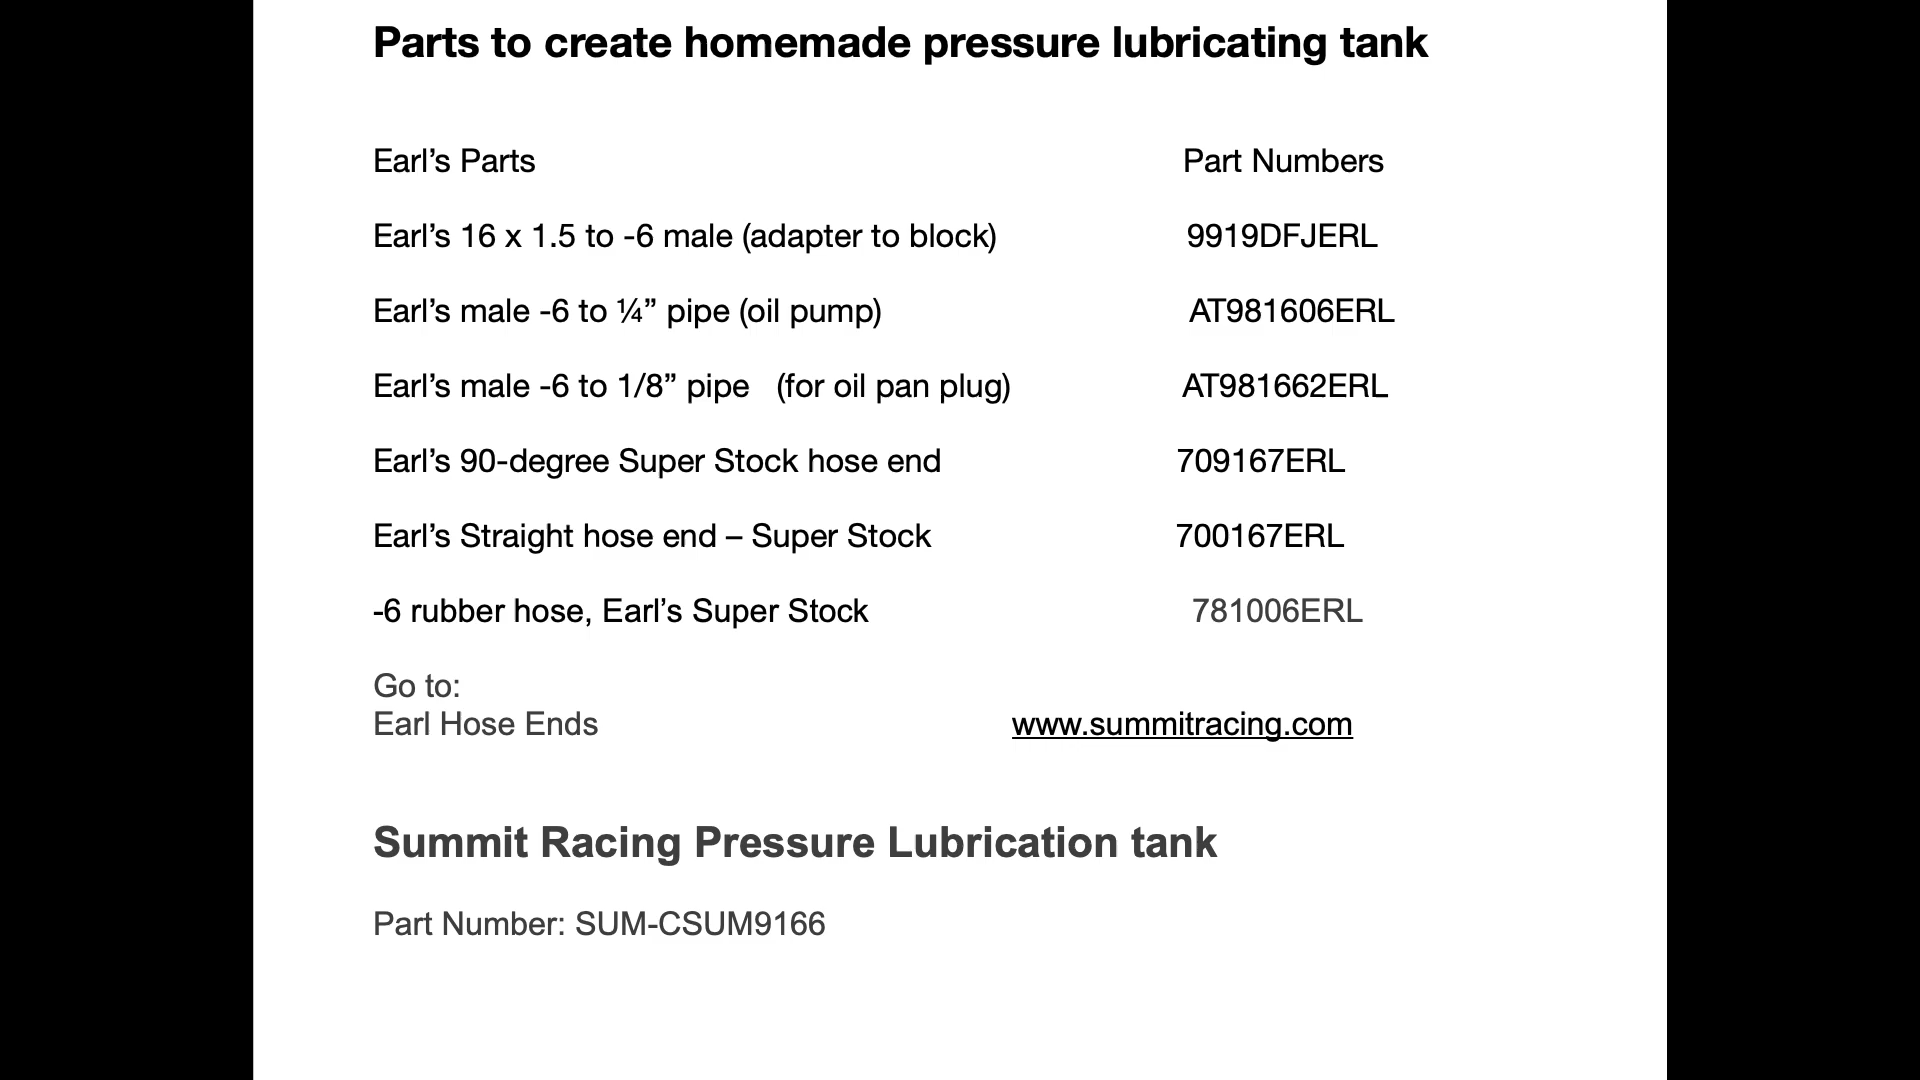 Parts to create homemade pressure lubricating tank
Earl’s Parts Part Numbers
Earl’s 16 x 1.5 to -6 male (adapter to block) 9919DFJERL
Earl’s male -6 to ¼” pipe (oil pump) AT981606ERL
Earl’s male -6 to 1/8” pipe (for oil pan plug) AT981662ERL
Earl’s 90-degree Super Stock hose end 709167ERL
Earl’s Straight hose end – Super Stock 700167ERL
-6 rubber hose, Earl’s Super Stock 781006ERL
Go to:
Earl Hose Ends www.summitracing.com
Summit Racing Pressure Lubrication tank
Part Number: SUM-CSUM9166